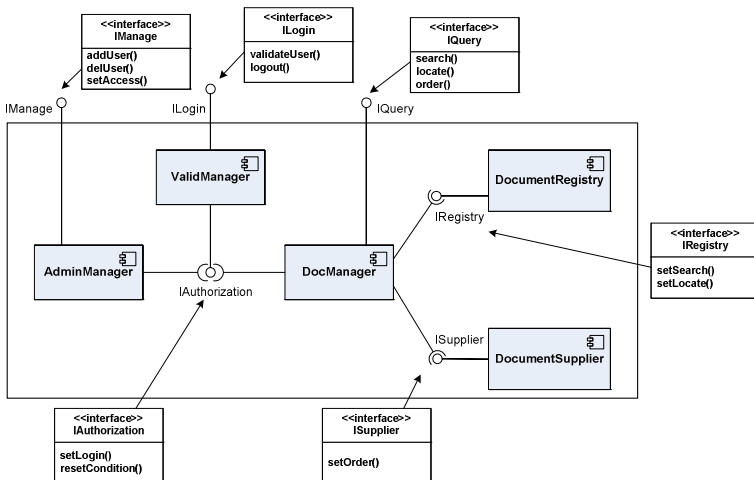 <<interface>>
IManage
addUser()
delUser()
setAccess()
<<interface>>
ILogin
validateUser()
logout()
<<interface>>
IQuery
search()
locate()
order()
IManage
ILogin
IQuery
ValidManager
DocumentRegistry
IRegistry
<<interface>>
IRegistry
setSearch()
setLocate()
AdminManager
DocManager
IAuthorization
ISupplier
DocumentSupplier
<<interface>>
IAuthorization
setLogin()
resetCondition()
<<interface>>
ISupplier
setOrder()